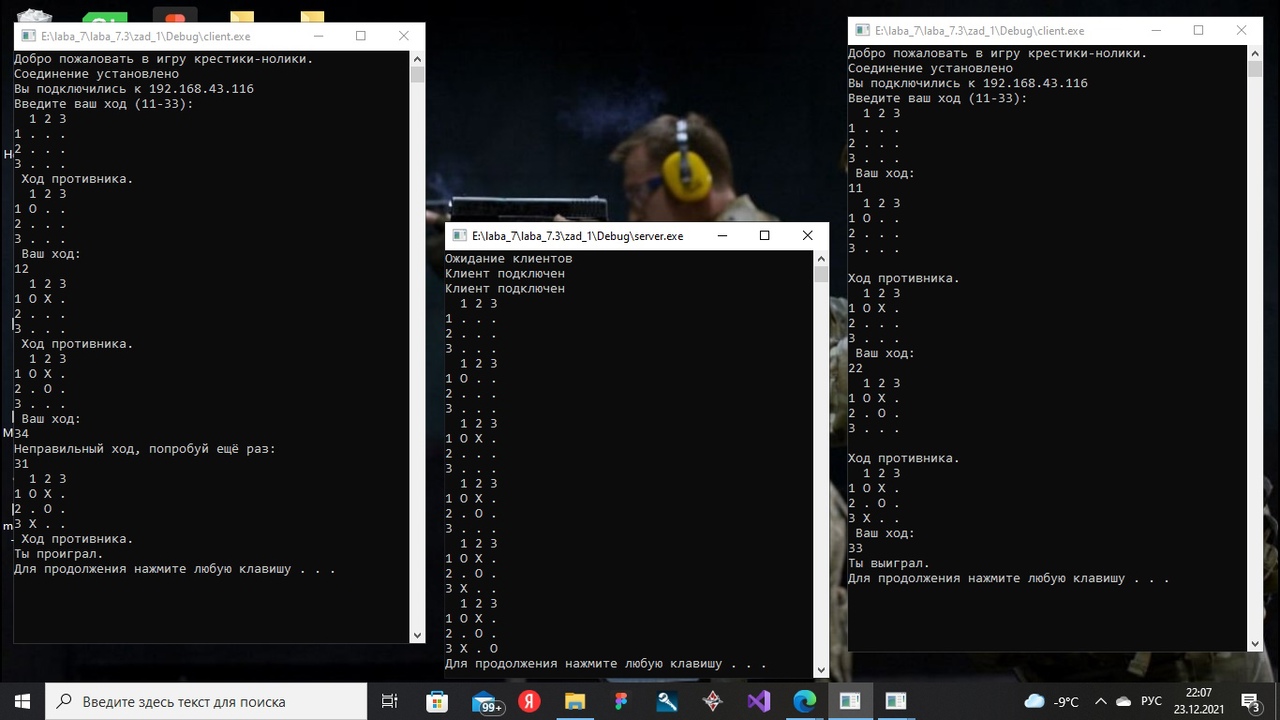 E:\laba_7\laba_7.3\zad_1\Debug\client.exe
Добро пожаловать в игру крестики-нолики.
Соединение установлено
Вы подключились к 192.168.43.116
Введите ваш ход (11-33):
1 2 3
1 . . .
2 . . .
3 . . .
Ход противника.
1 2 3
1 O . .
2 . . .
3 . . .
Ваш ход:
12
1 2 3
1 O X .
2 . . .
3 . . .
Ход противника.
1 2 3
1 O X .
2 . O .
3 . . .
Ваш ход:
34
Неправильный ход, попробуй ещё раз:
31
1 2 3
1 O X .
2 . O .
3 X . .
Ход противника.
Ты проиграл.
Для продолжения нажмите любую клавишу . . .
E:\laba_7\laba_7.3\zad_1\Debug\server.exe
Ожидание клиентов
Клиент подключен
Клиент подключен
1 2 3
1 . . .
2 . . .
3 . . .
1 2 3
1 O . .
2 . . .
3 . . .
1 2 3
1 O X .
2 . . .
3 . . .
1 2 3
1 O X .
2 . O .
3 . . .
1 2 3
1 O X .
2 . O .
3 X . .
1 2 3
1 O X .
2 . O .
3 X . O
Для продолжения нажмите любую клавишу . . .
E:\laba_7\laba_7.3\zad_1\Debug\client.exe
Добро пожаловать в игру крестики-нолики.
Соединение установлено
Вы подключились к 192.168.43.116
Введите ваш ход (11-33):
1 2 3
1 . . .
2 . . .
3 . . .
Ваш ход:
11
1 2 3
1 O . .
2 . . .
3 . . .
Ход противника.
1 2 3
1 O X .
2 . . .
3 . . .
Ваш ход:
22
1 2 3
1 O X .
2 . O .
3 . . .
Ход противника.
1 2 3
1 O X .
2 . O .
3 X . .
Ваш ход:
33
Ты выиграл.
Для продолжения нажмите любую клавишу . . .
Введите здесь текст для поиска
99+
Я
-9°C
РУС
22:07
23.12.2021
3